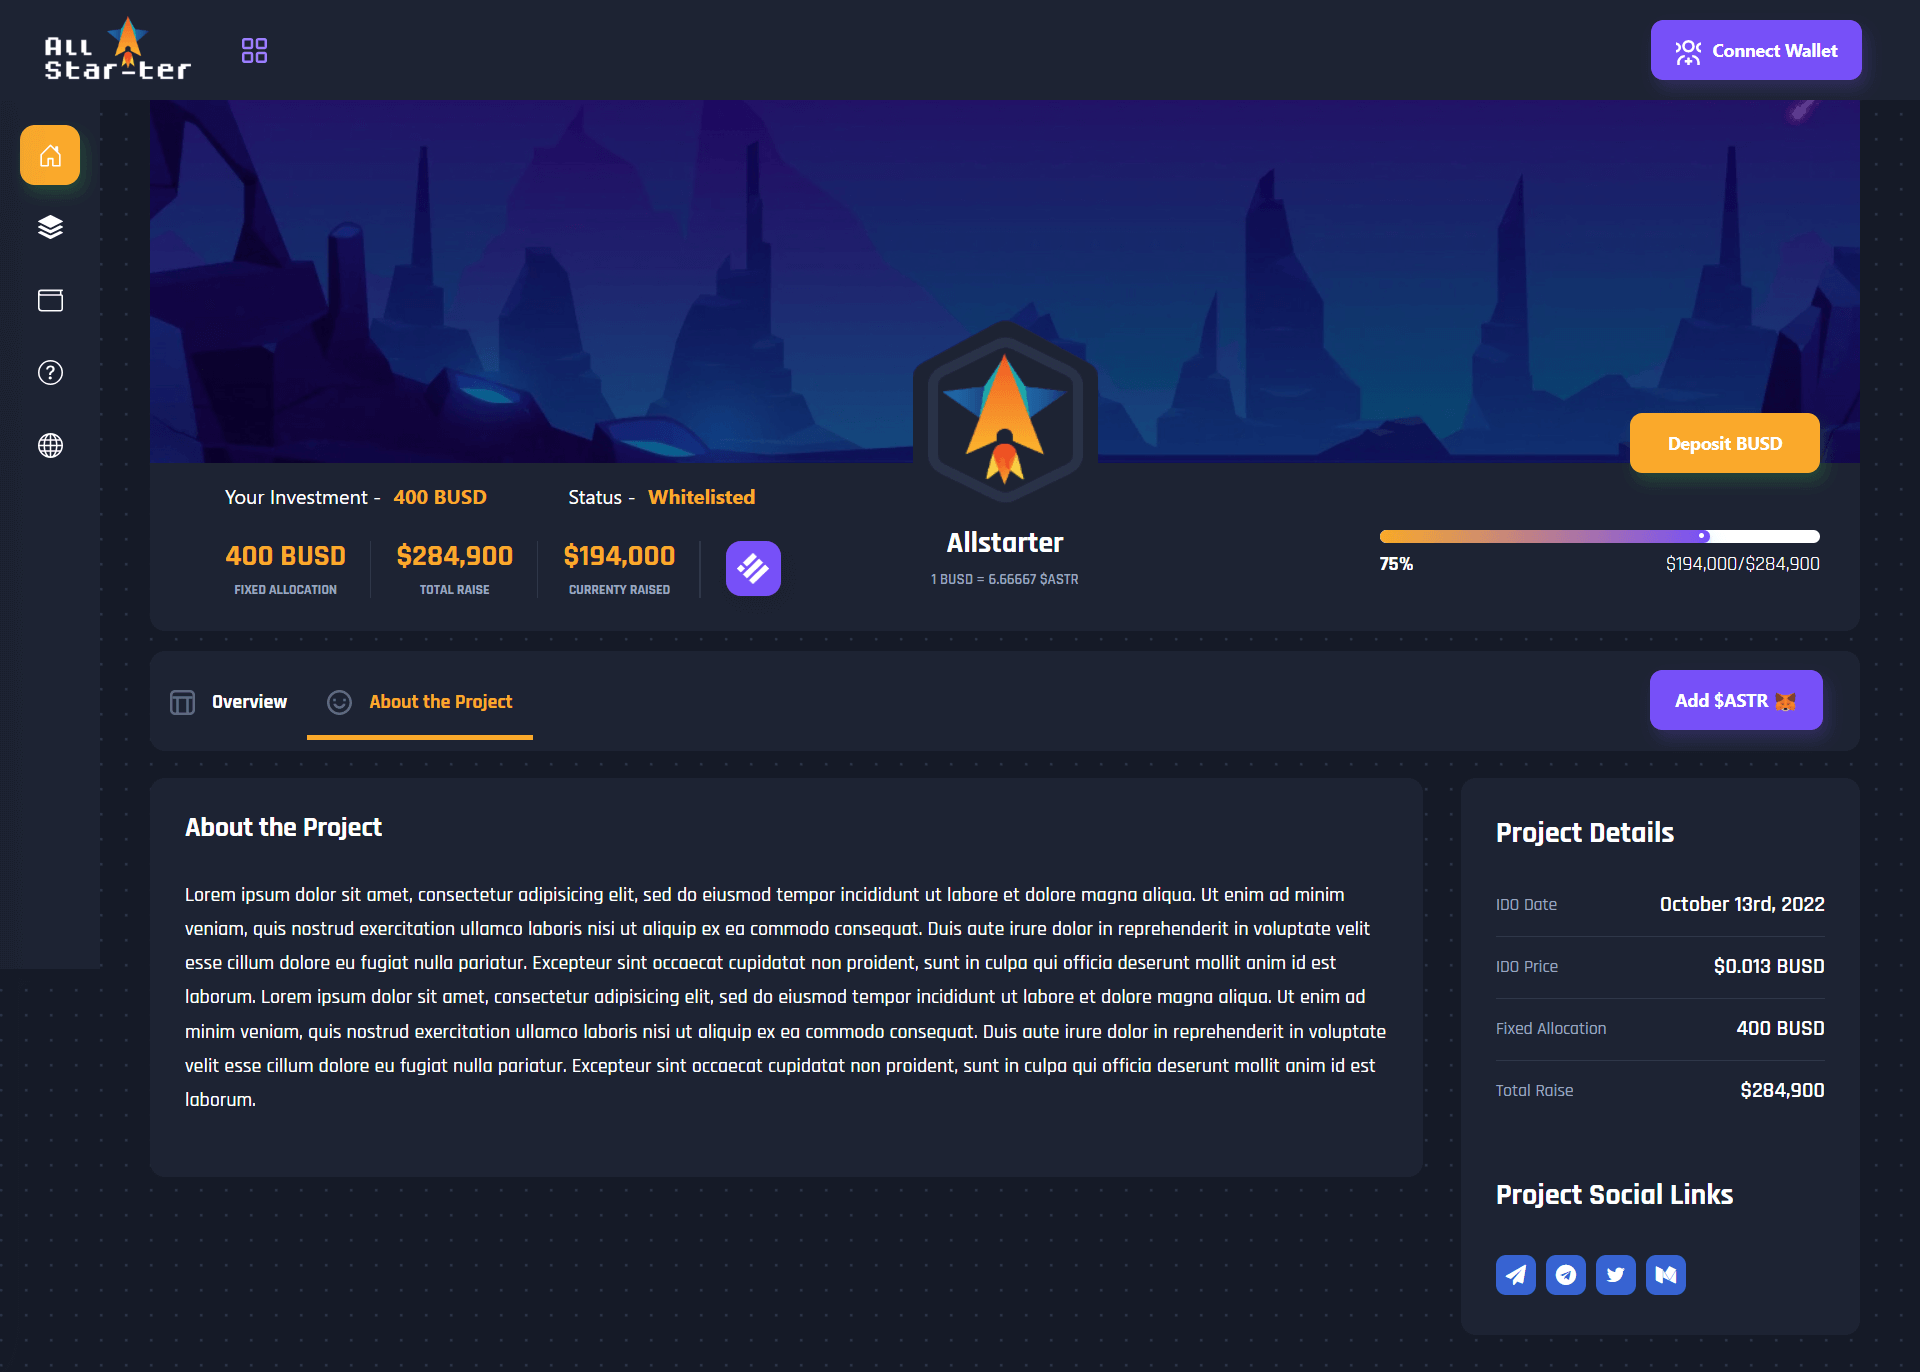 All
Star-ter
Connect Wallet
Deposit BUSD
Your Investment - 400 BUSD
Status - Whitelisted
400 BUSD
FIXED ALLOCATION
$284,900
TOTAL RAISE
$194,000
CURRENTY RAISED
Allstarter
1 BUSD = 6.66667 $ASTR
75%
$194,000/$284,900
Overview
About the Project
Add $ASTR
About the Project
Lorem ipsum dolor sit amet, consectetur adipisicing elit, sed do eiusmod tempor incididunt ut labore et dolore magna aliqua. Ut enim ad minim
veniam, quis nostrud exercitation ullamco laboris nisi ut aliquip ex ea commodo consequat. Duis aute irure dolor in reprehenderit in voluptate velit
esse cillum dolore eu fugiat nulla pariatur. Excepteur sint occaecat cupidatat non proident, sunt in culpa qui officia deserunt mollit anim id est
laborum. Lorem ipsum dolor sit amet, consectetur adipisicing elit, sed do eiusmod tempor incididunt ut labore et dolore magna aliqua. Ut enim ad
minim veniam, quis nostrud exercitation ullamco laboris nisi ut aliquip ex ea commodo consequat. Duis aute irure dolor in reprehenderit in voluptate
velit esse cillum dolore eu fugiat nulla pariatur. Excepteur sint occaecat cupidatat non proident, sunt in culpa qui officia deserunt mollit anim id est
laborum.
Project Details
IDO Date October 13rd, 2022
IDO Price $0.013 BUSD
Fixed Allocation 400 BUSD
Total Raise $284,900
Project Social Links